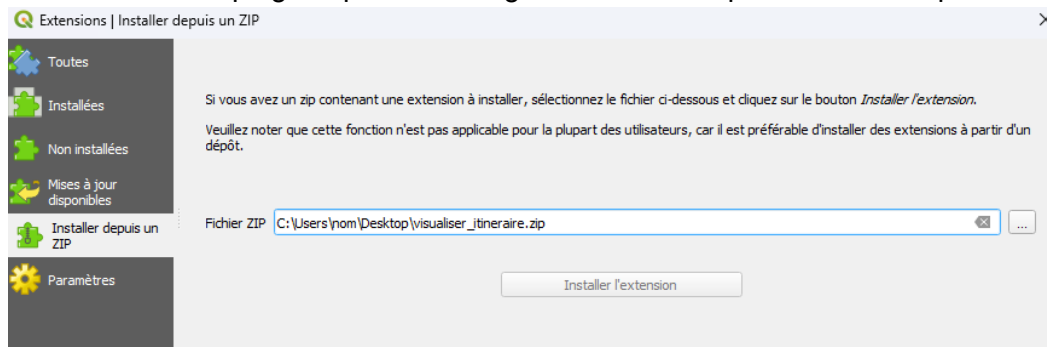 Extensions | Installer depuis un ZIP
Toutes
Installées
Non installées
Mises à jour
disponibles
Installer depuis un
ZIP
Paramètres
Si vous avez un zip contenant une extension à installer, sélectionnez le fichier ci-dessous et cliquez sur le bouton Installer l'extension.
Veuillez noter que cette fonction n'est pas applicable pour la plupart des utilisateurs, car il est préférable d'installer des extensions à partir d'un
dépôt.
Fichier ZIP C:\Users\nom\Desktop\visualiser_itineraire.zip ...
Installer l'extension